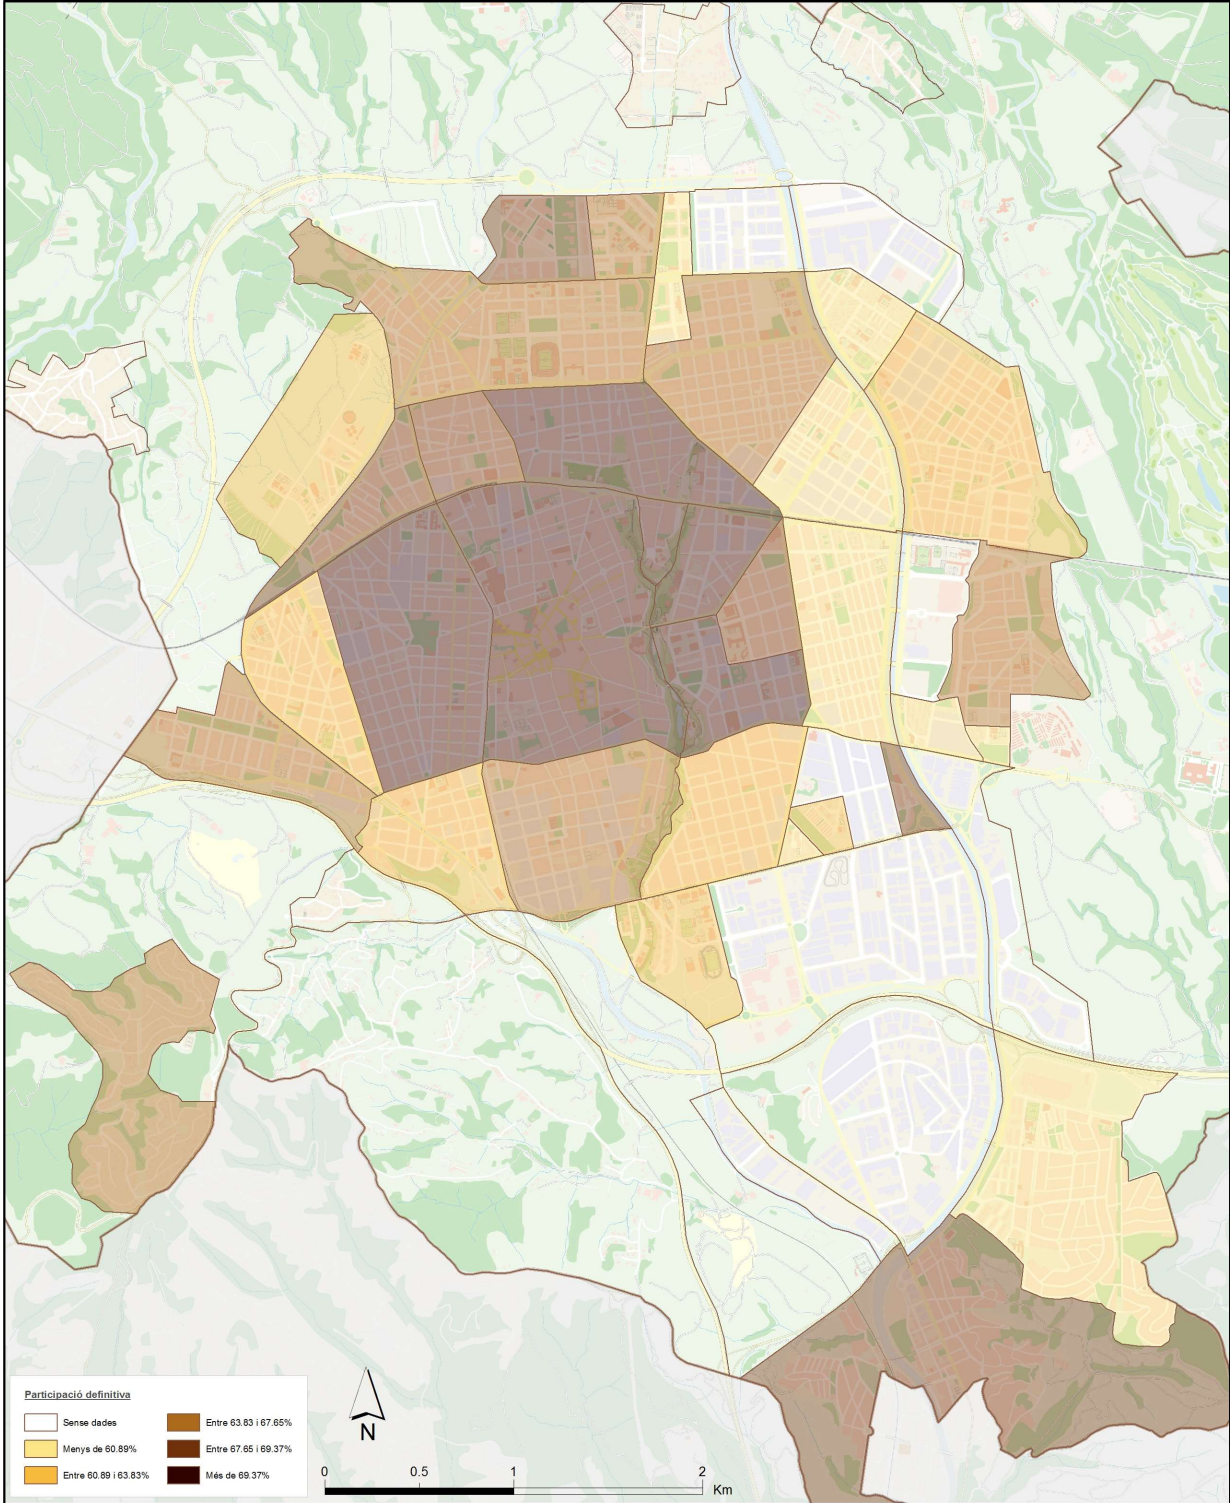 Participació definitiva
Sense dades
Menys de 60.89%
Entre 60.89 i 63.83%
Entre 63.83 i 67.65%
Entre 67.65 i 69.37%
Més de 69.37%
N
0 0.5 1 2
Km